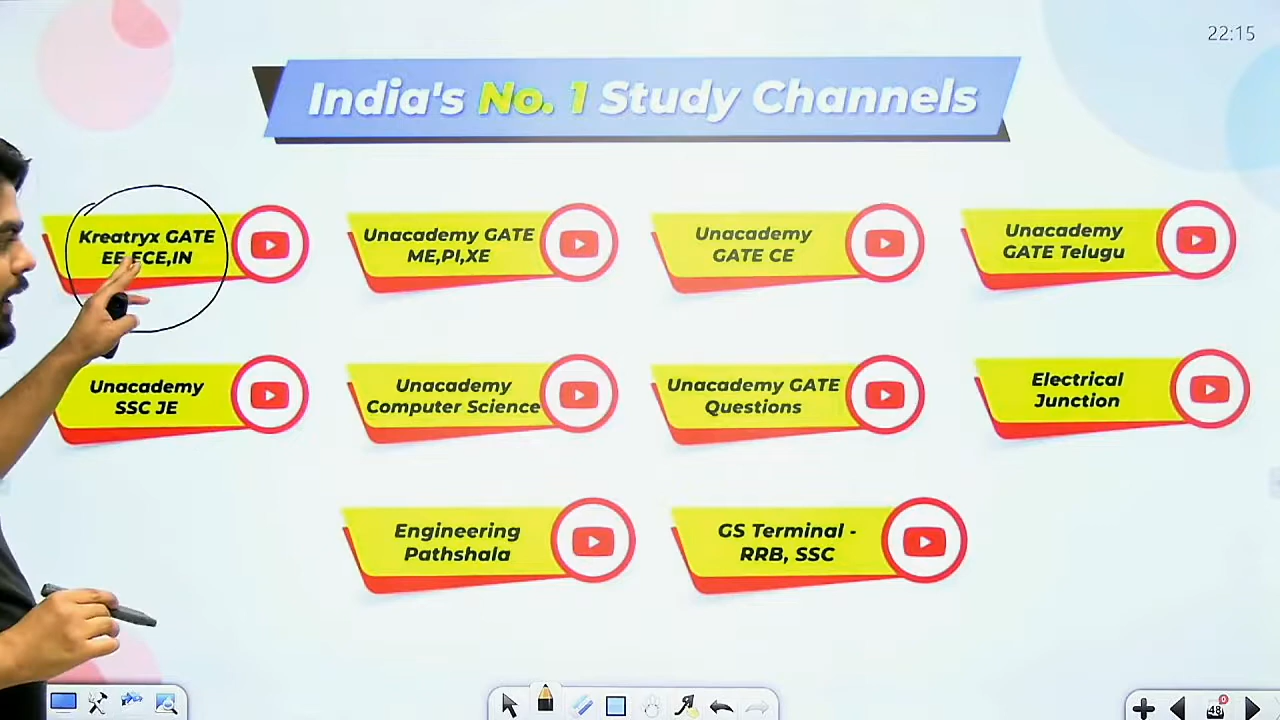 22:15
India's No. 1 Study Channels
Kreatryx GATE
EE,ECE,IN
Unacademy GATE
ME,PI,XE
Unacademy
GATE CE
Unacademy
GATE Telugu
Unacademy
SSC JE
Unacademy
Computer Science
Unacademy GATE
Questions
Electrical
Junction
Engineering
Pathshala
GS Terminal -
RRB, SSC
0
48